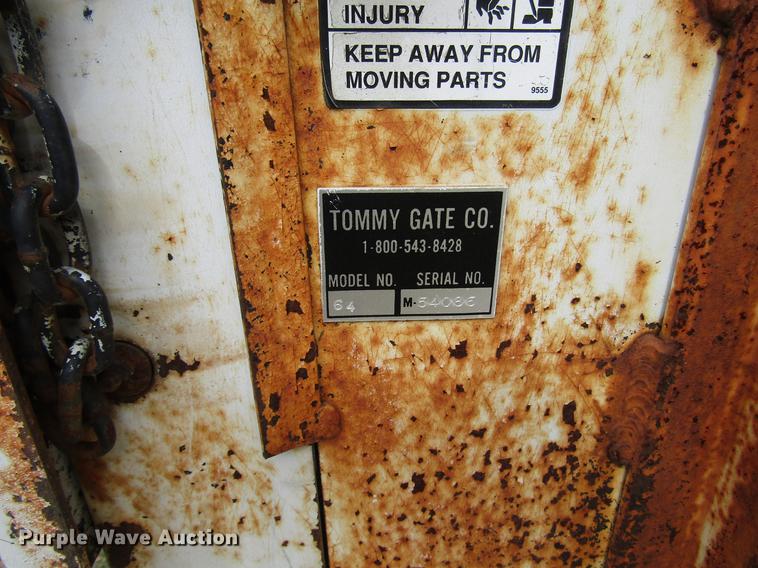 INJURY
KEEP AWAY FROM
MOVING PARTS
9555
TOMMY GATE CO.
1-800-543-8428
MODEL NO. SERIAL NO.
64 M-54086
Purple Wave Auction